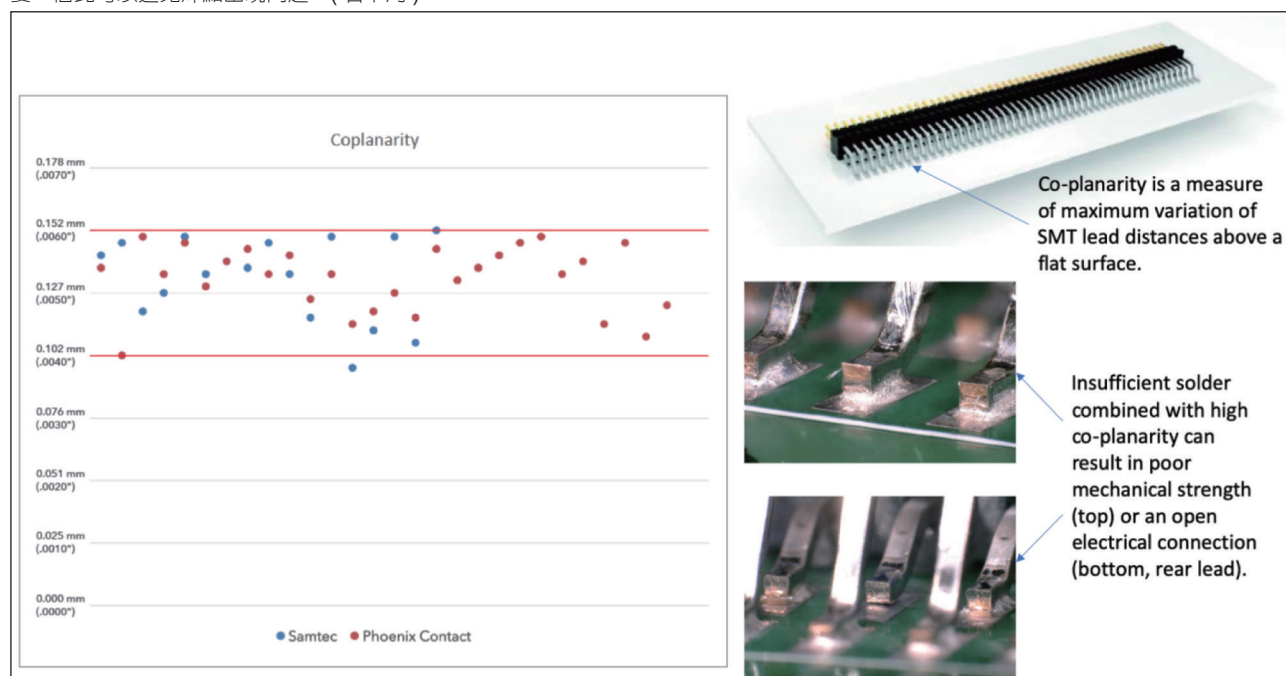 Coplanarity
0.178 mm
(.0070")
0.152 mm
(.0060")
0.127 mm
(.0050")
0.102 mm
(.0040")
0.076 mm
(.0030")
0.051 mm
(.0020")
0.025 mm
(.0010")
0.000 mm
(.0000")
Samtec Phoenix Contact
Co-planarity is a measure
of maximum variation of
SMT lead distances above a
flat surface.
Insufficient solder
combined with high
co-planarity can
result in poor
mechanical strength
(top) or an open
electrical connection
(bottom, rear lead).